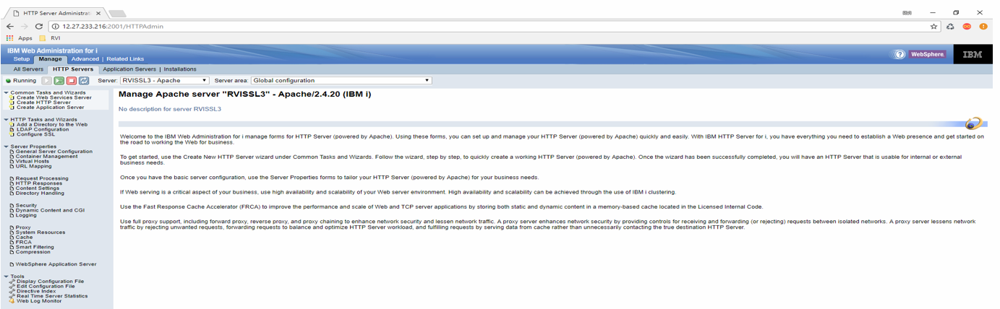 HTTP Server Administrat
12.27.233.216:2001/HTTPAdmin
Apps RVI
IBM Web Administration for i
Setup Manage Advanced | Related Links
WebSphere. IBM
All Servers HTTP Servers Application Servers | Installations
Running Server: RVISSL3 - Apache Server area: Global configuration
Common Tasks and Wizards
Create Web Services Server
Create HTTP Server
Create Application Server
HTTP Tasks and Wizards
Add a Directory to the Web
LDAP Configuration
Configure SSL
Server Properties
General Server Configuration
Container Management
Virtual Hosts
URL Mapping
Request Processing
HTTP Responses
Content Settings
Directory Handling
Security
Dynamic Content and CGI
Logging
Proxy
System Resources
Cache
FRCA
Smart Filtering
Compression
WebSphere Application Server
Tools
Display Configuration File
Edit Configuration File
Directive Index
Real Time Server Statistics
Web Log Monitor
Manage Apache server "RVISSL3" - Apache/2.4.20 (IBM i)
No description for server RVISSL3
Welcome to the IBM Web Administration for i manage forms for HTTP Server (powered by Apache). Using these forms, you can set up and manage your HTTP Server (powered by Apache) quickly and easily. With IBM HTTP Server for i, you have everything you need to establish a Web presence and get started on
the road to working the Web for business.
To get started, use the Create New HTTP Server wizard under Common Tasks and Wizards. Follow the wizard, step by step, to quickly create a working HTTP Server (powered by Apache). Once the wizard has been successfully completed, you will have an HTTP Server that is usable for internal or external
business needs.
Once you have the basic server configuration, use the Server Properties forms to tailor your HTTP Server (powered by Apache) for your business needs.
If Web serving is a critical aspect of your business, use high availability and scalability of your Web server environment. High availability and scalability can be achieved through the use of IBM i clustering.
Use the Fast Response Cache Accelerator (FRCA) to improve the performance and scale of Web and TCP server applications by storing both static and dynamic content in a memory-based cache located in the Licensed Internal Code.
Use full proxy support, including forward proxy, reverse proxy, and proxy chaining to enhance network security and lessen network traffic. A proxy server enhances network security by providing controls for receiving and forwarding (or rejecting) requests between isolated networks. A proxy server lessens network
traffic by rejecting unwanted requests, forwarding requests to balance and optimize HTTP Server workload, and fulfilling requests by serving data from cache rather than unnecessarily contacting the true destination HTTP Server.